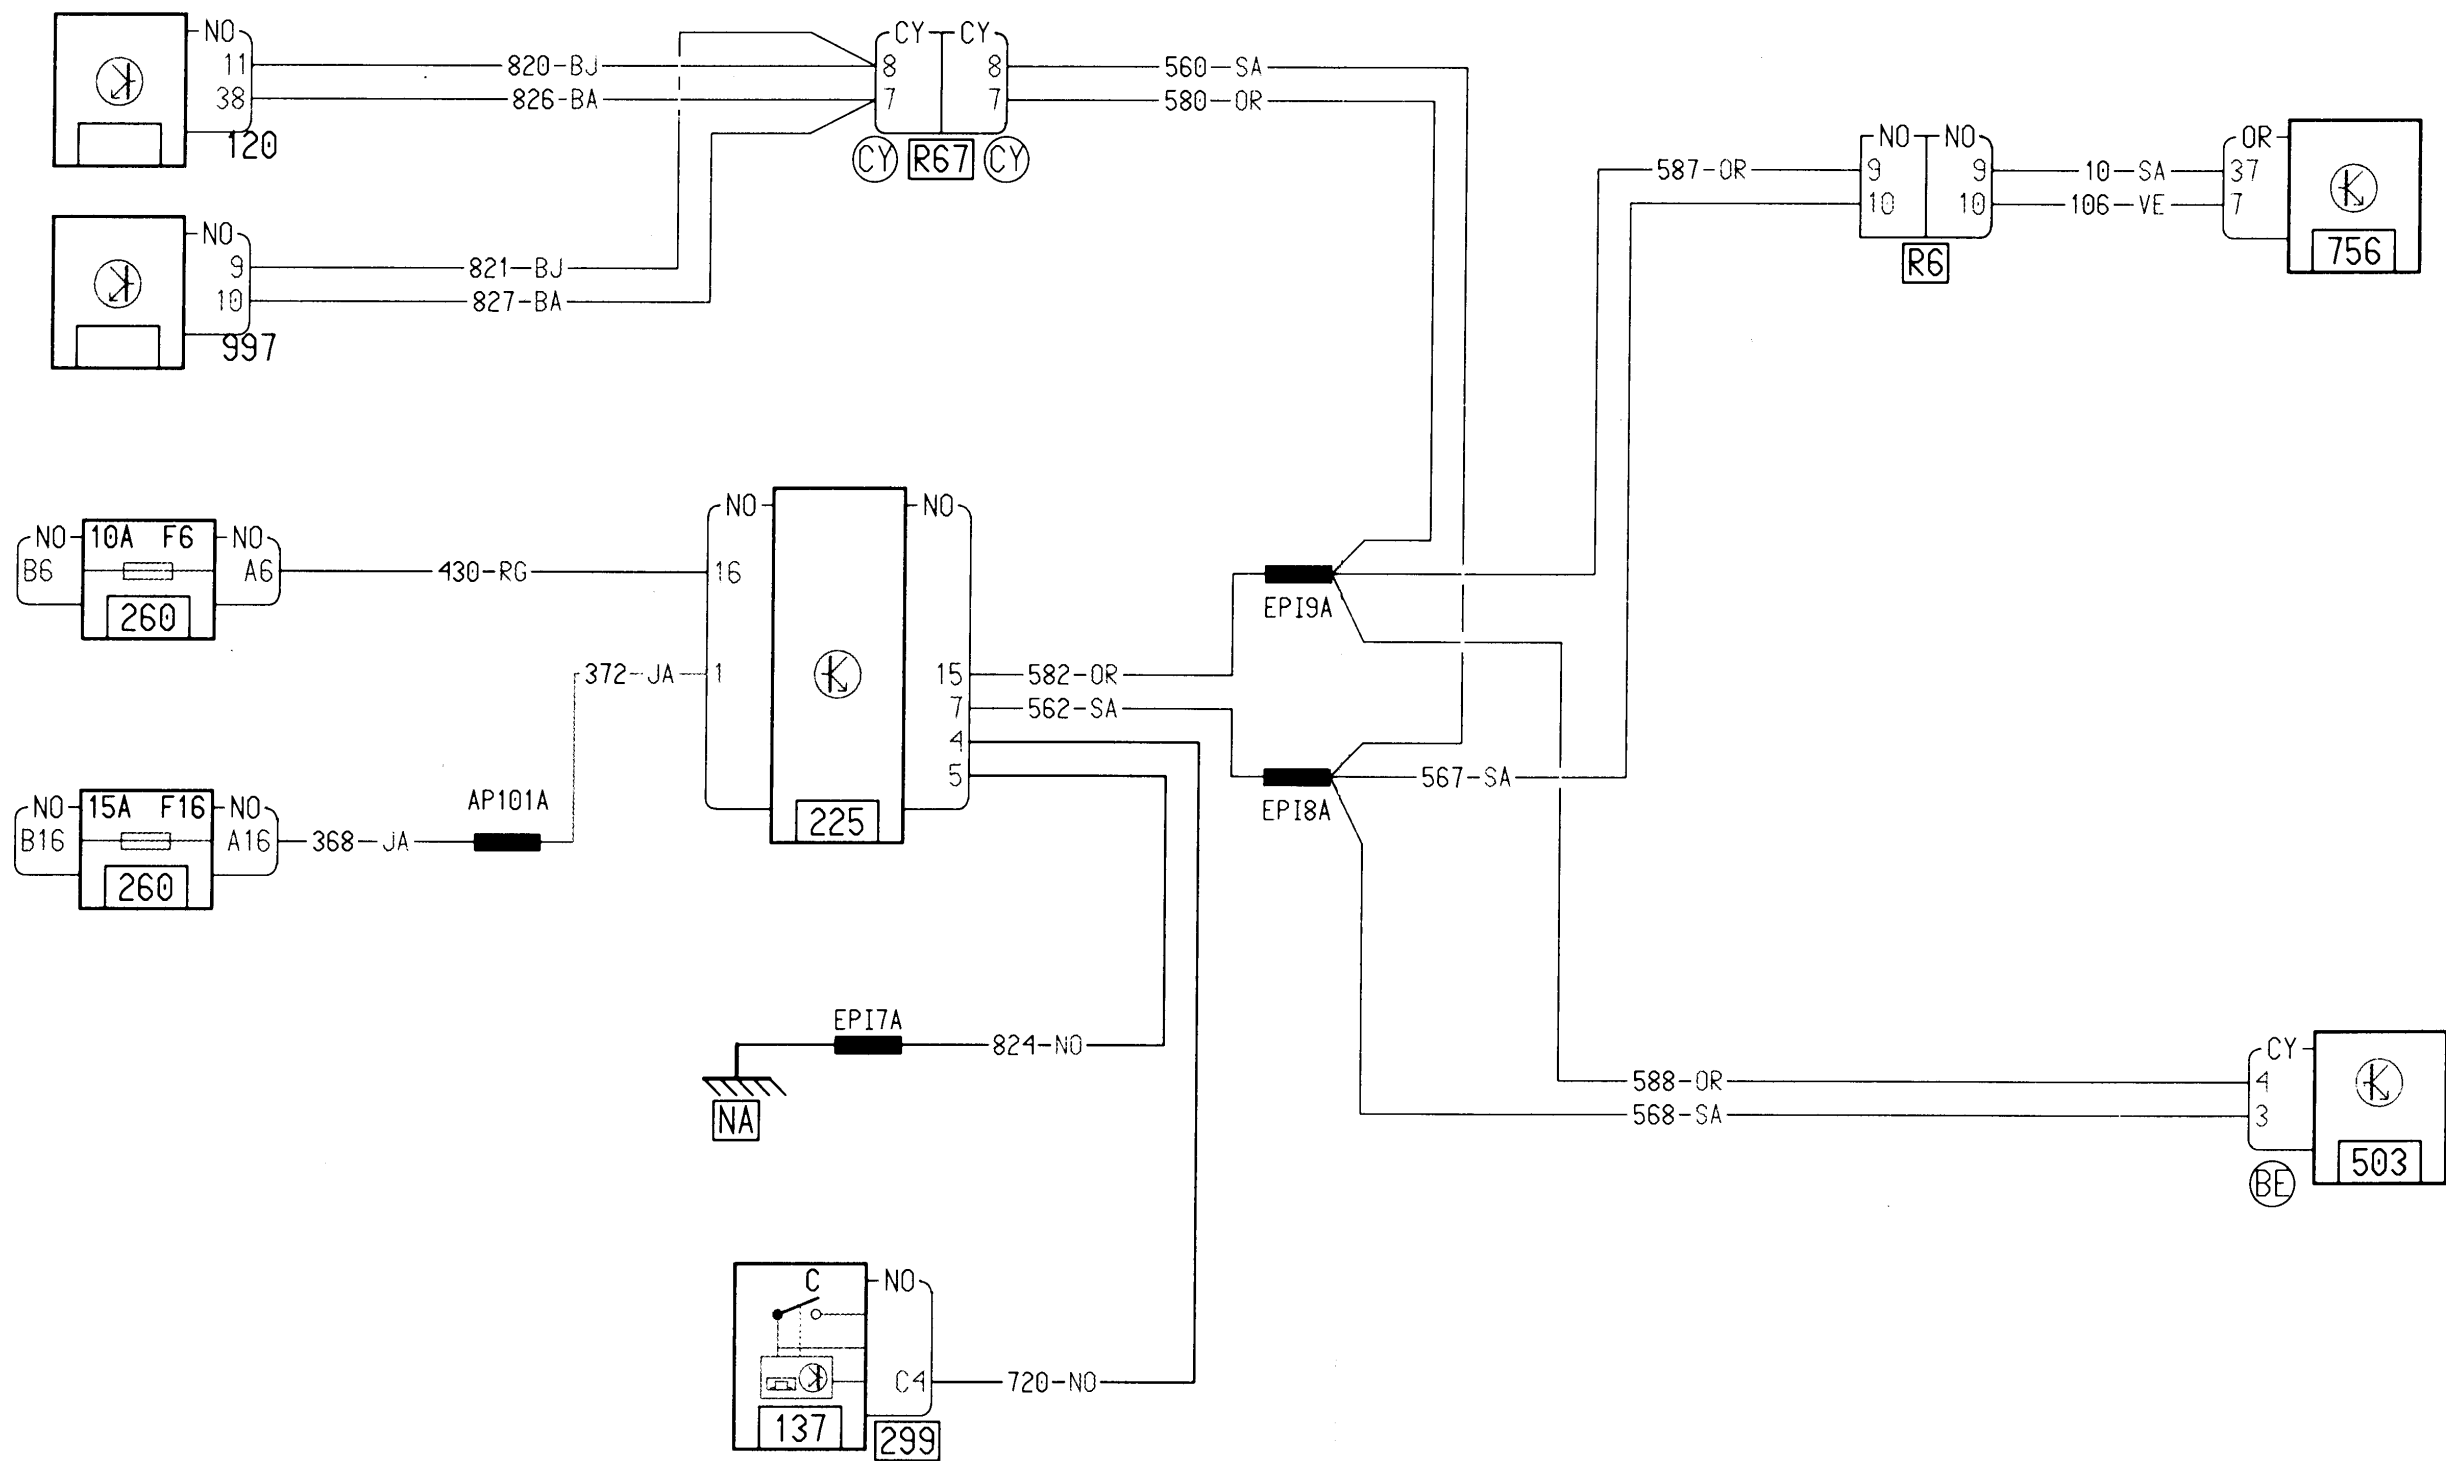 NO
11
38
120
820-BJ
826-BA
CY CY
8 8
7 7
CY R67 CY
560-SA
580-OR
NO
9
10
997
821-BJ
827-BA
587-OR
NO NO
9 9
10 10
R6
10-SA
106-VE
OR
37
7
756
NO 10A F6 NO
B6 A6
260
430-RG
NO NO
16
1
372-JA
15
7
4
5
225
582-OR
562-SA
EPI9A
EPI8A
567-SA
NO 15A F16 NO
B16 A16
260
368-JA
AP101A
EPI7A
824-NO
NA
588-OR
568-SA
CY
4
3
BE
503
C
NO
C4
137
299
720-NO